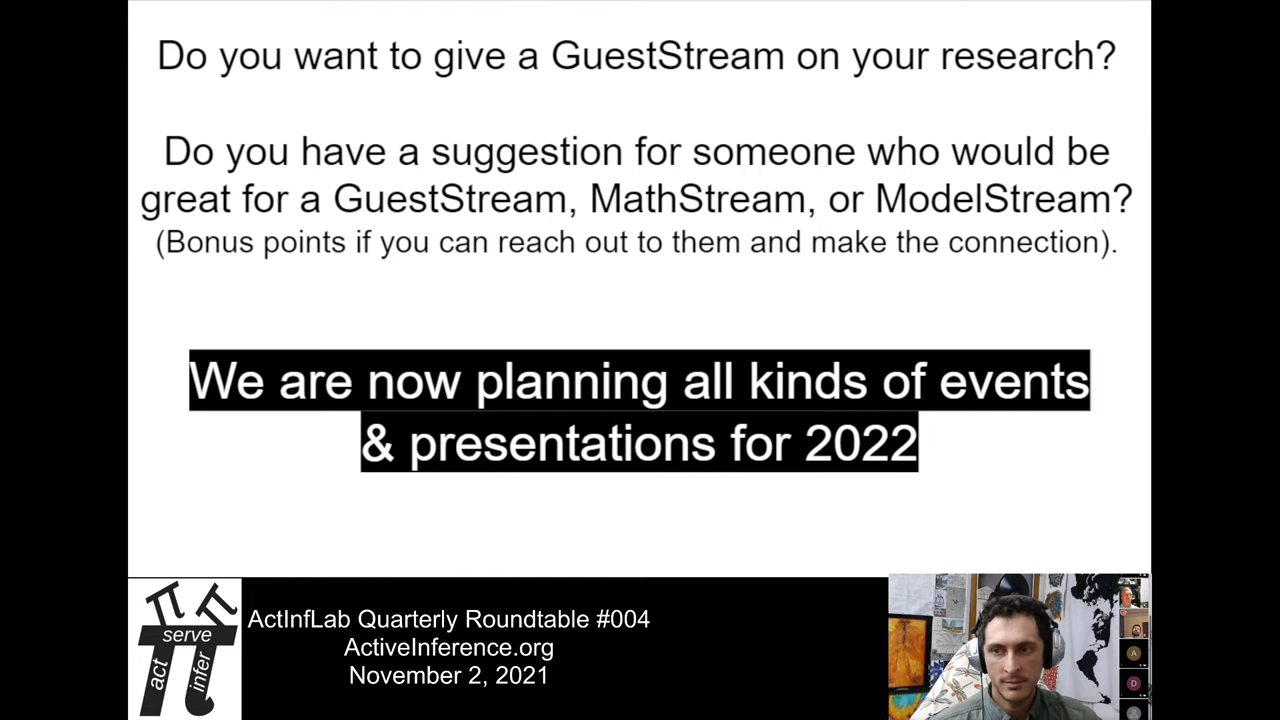 Do you want to give a GuestStream on your research?
Do you have a suggestion for someone who would be
great for a GuestStream, MathStream, or ModelStream?
(Bonus points if you can reach out to them and make the connection).
We are now planning all kinds of events
& presentations for 2022
serve
act
infer
ActInfLab Quarterly Roundtable #004
ActiveInference.org
November 2, 2021
A
D